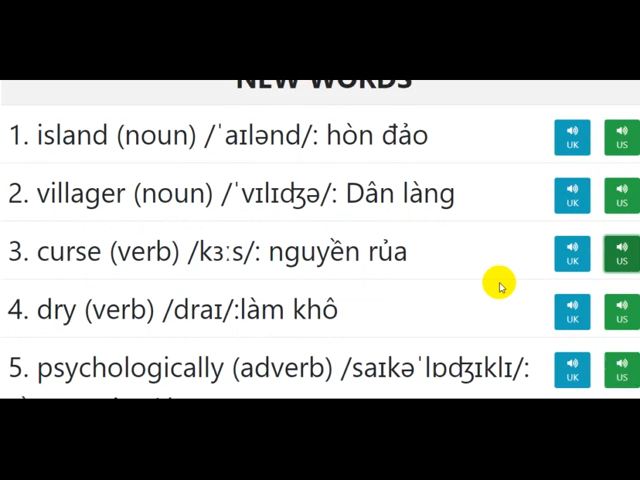 NEW WORDS
1. island (noun) /ˈaɪlənd/: hòn đảo
UK
US
2. villager (noun) /ˈvɪlɪʤə/: Dân làng
UK
US
3. curse (verb) /kɜːs/: nguyền rủa
UK
US
4. dry (verb) /draɪ/:làm khô
UK
US
5. psychologically (adverb) /saɪkəˈlɒʤɪklɪ/:
UK
US